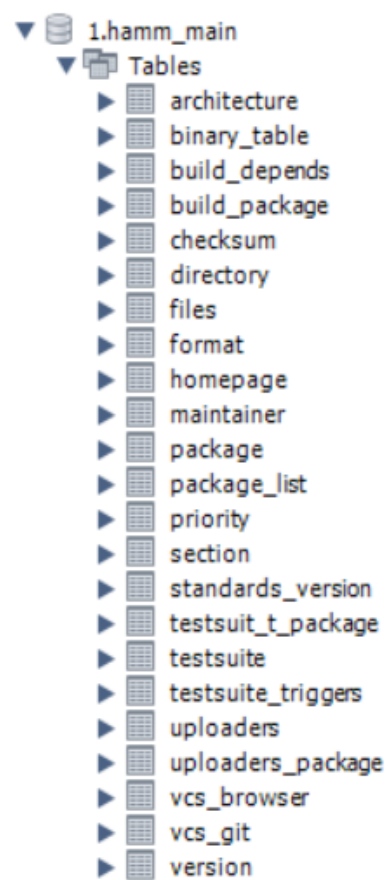 1.hamm_main
Tables
architecture
binary_table
build_depends
build_package
checksum
directory
files
format
homepage
maintainer
package
package_list
priority
section
standards_version
testsuit_t_package
testsuite
testsuite_triggers
uploaders
uploaders_package
vcs_browser
vcs_git
version